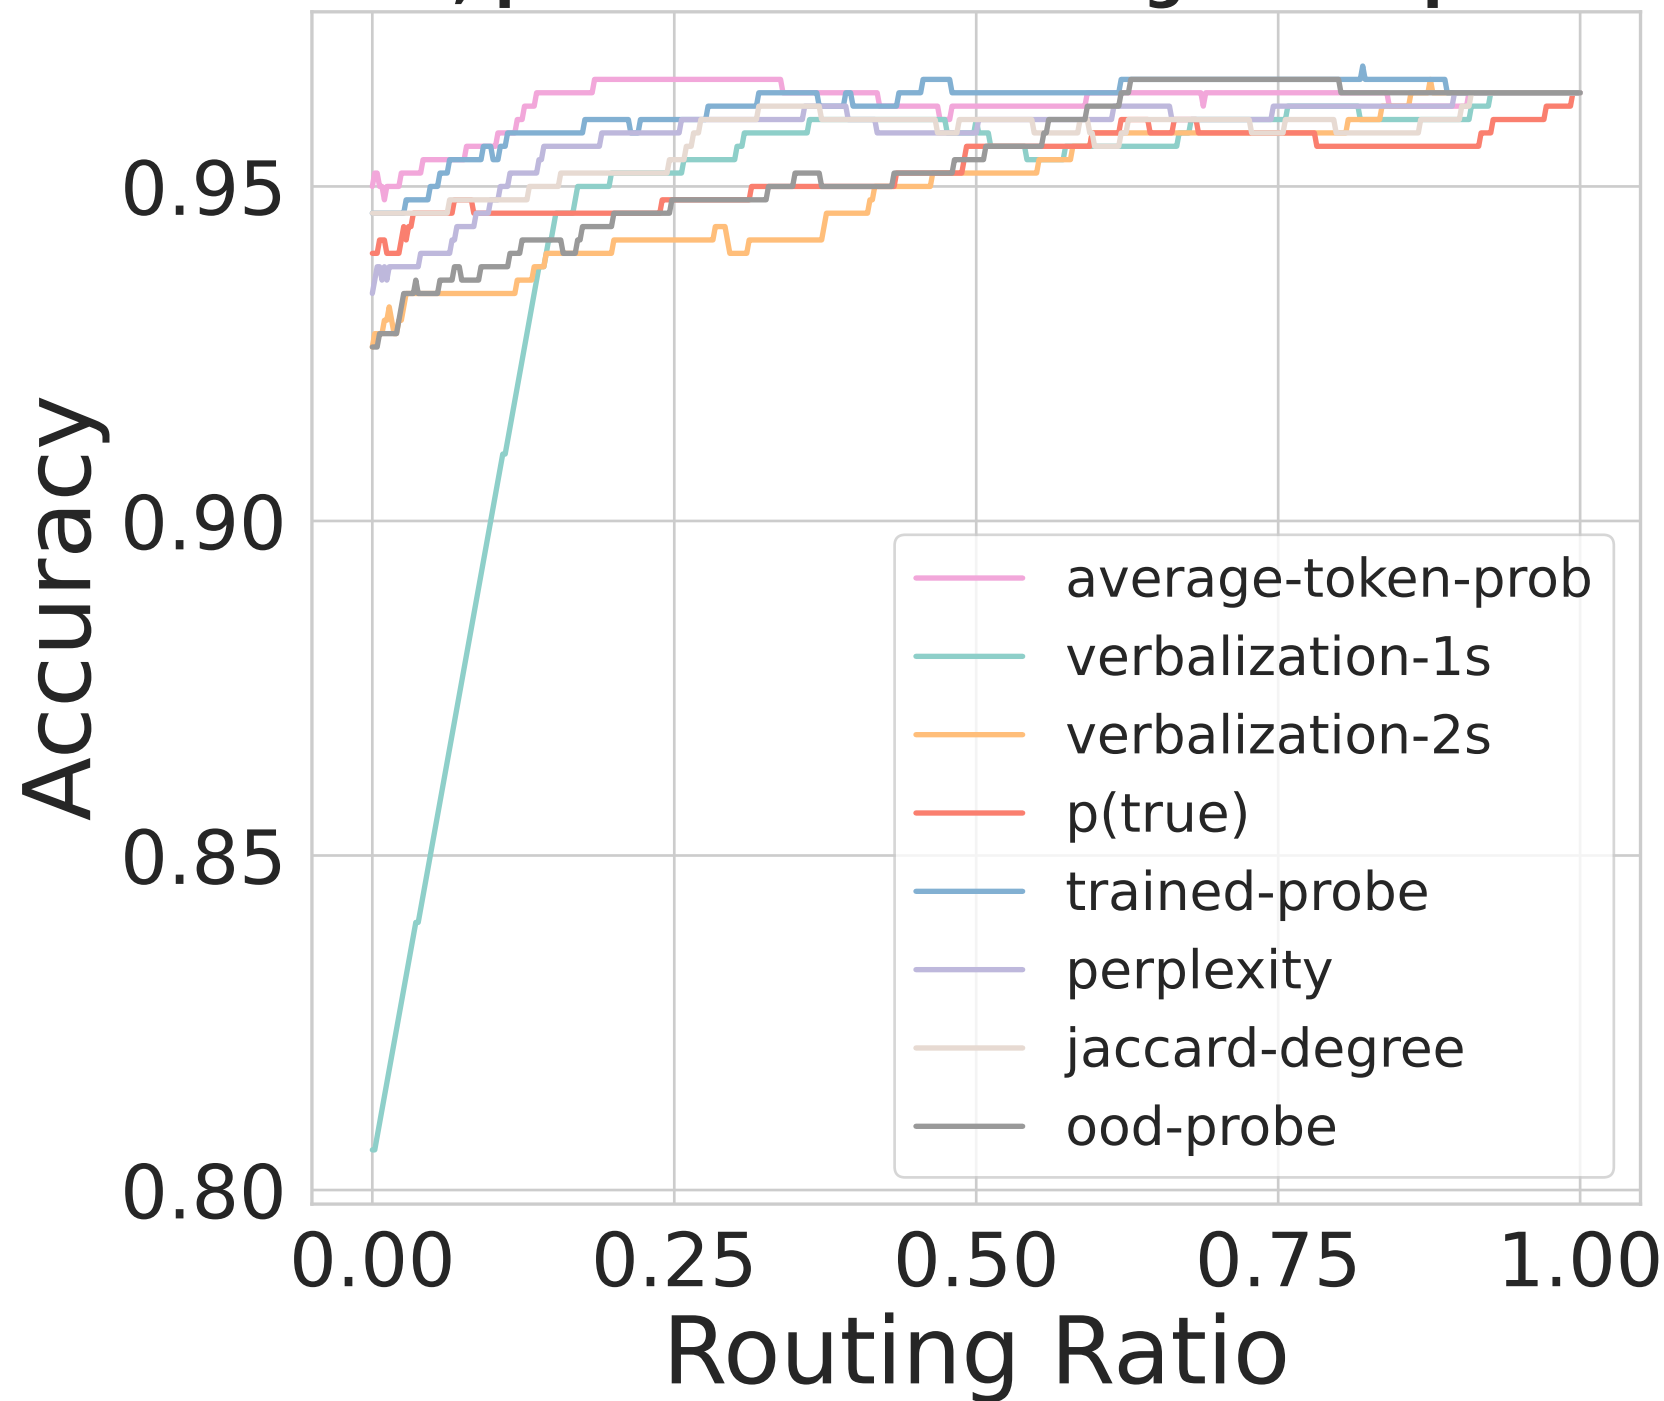 Accuracy
0.95
0.90
0.85
0.80
average-token-prob
verbalization-1s
verbalization-2s
p(true)
trained-probe
perplexity
jaccard-degree
ood-probe
0.00 0.25 0.50 0.75 1.00
Routing Ratio